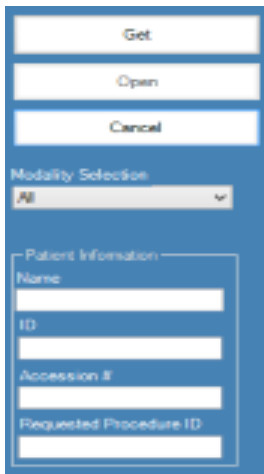 Get
Open
Cancel
Modality Selection
All
Patient Information
Name
ID
Accession #
Requested Procedure ID